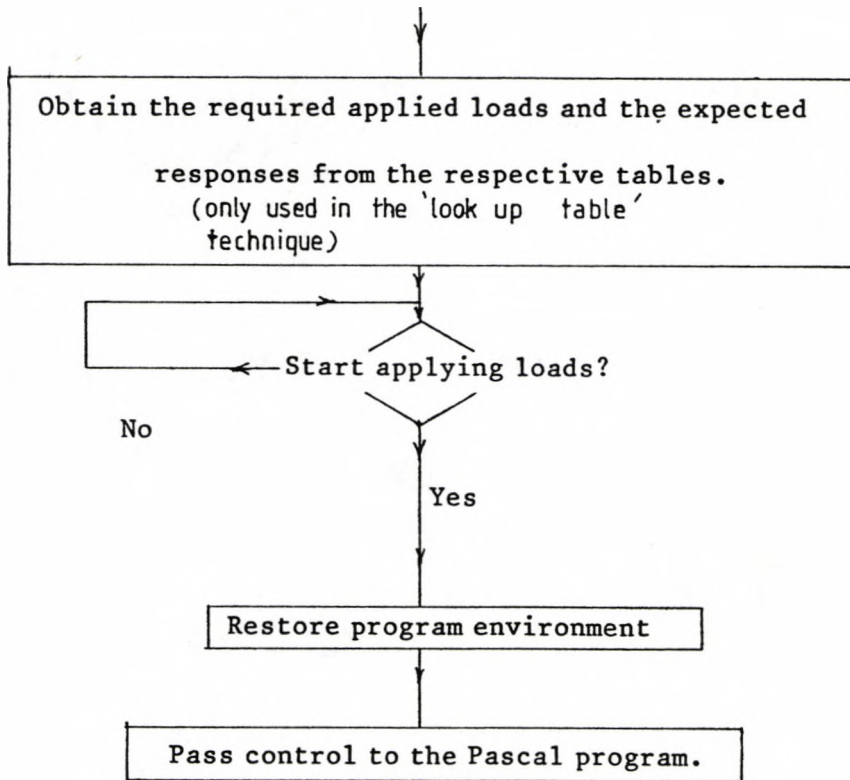 Obtain the required applied loads and the expected
responses from the respective tables.
(only used in the 'look up table'
technique)
Start applying loads?
No
Yes
Restore program environment
Pass control to the Pascal program.